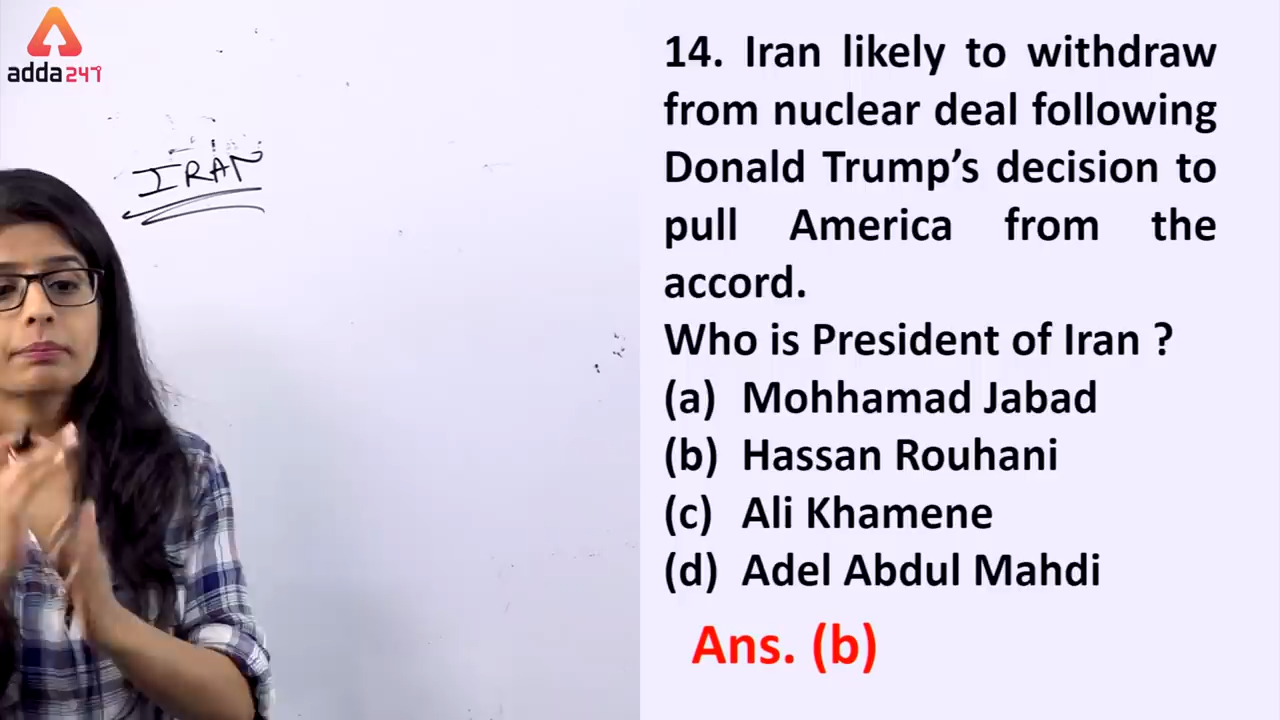 adda247
IRAN
14. Iran likely to withdraw
from nuclear deal following
Donald Trump's decision to
pull America from the
accord.
Who is President of Iran ?
(a) Mohhamad Jabad
(b) Hassan Rouhani
(c) Ali Khamene
(d) Adel Abdul Mahdi
Ans. (b)